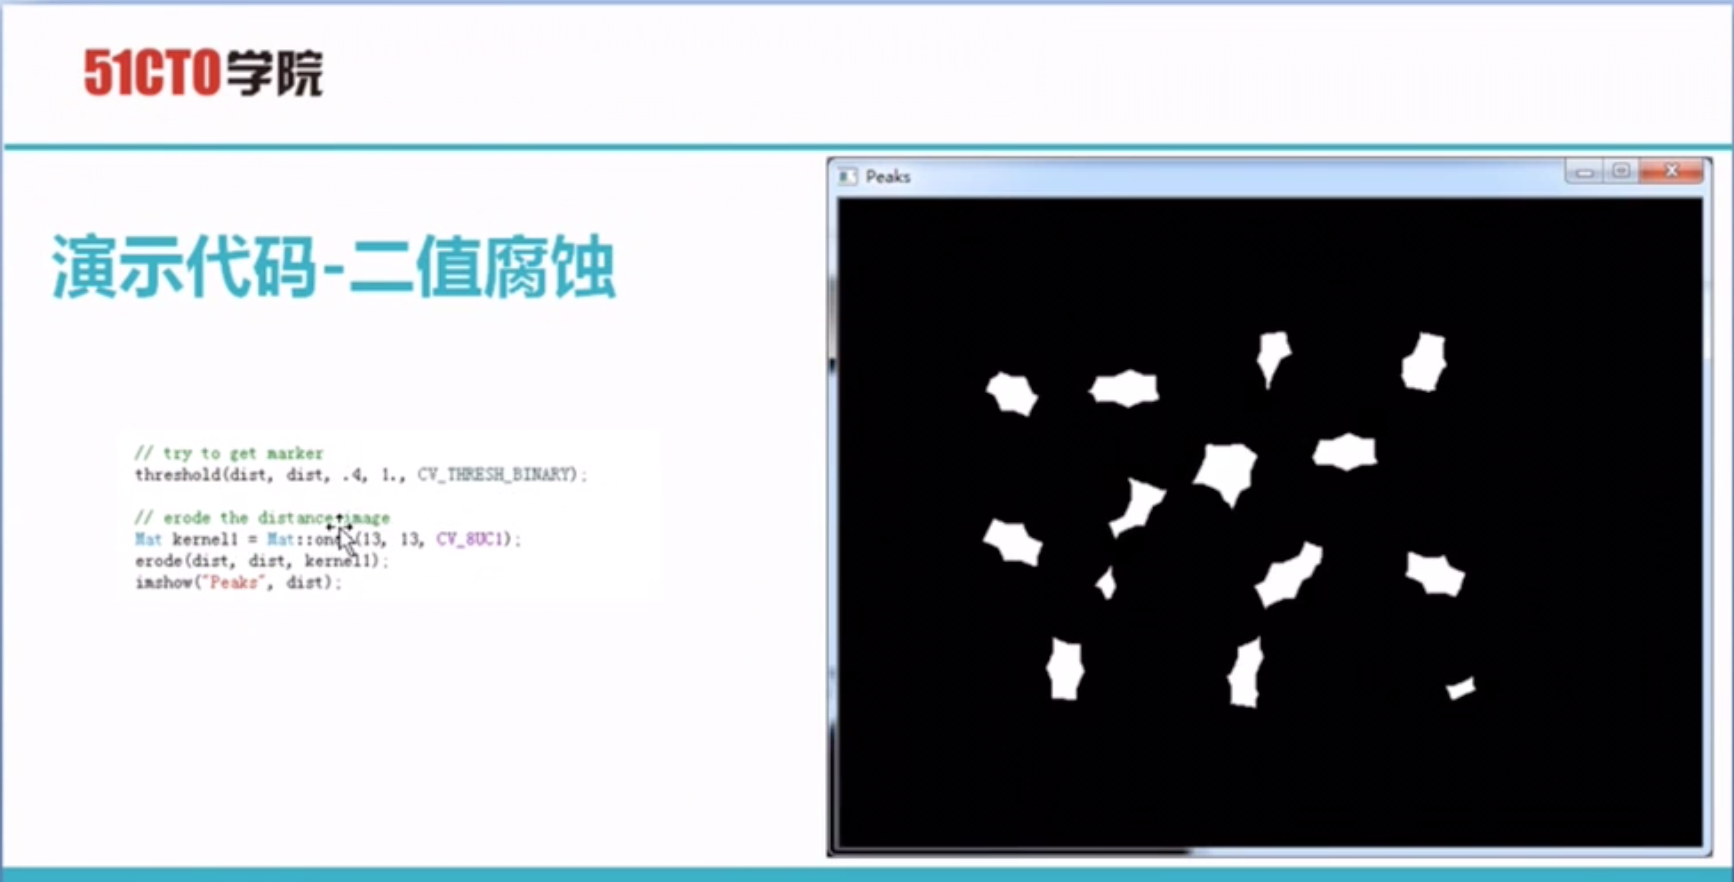 51CTO学院
演示代码-二值腐蚀
// try to get marker
threshold(dist, dist, .4, 1., CV_THRESH_BINARY);
// erode the distance image
Mat kernel1 = Mat::ones(13, 13, CV_8UC1);
erode(dist, dist, kernel1);
imshow("Peaks", dist);
Peaks